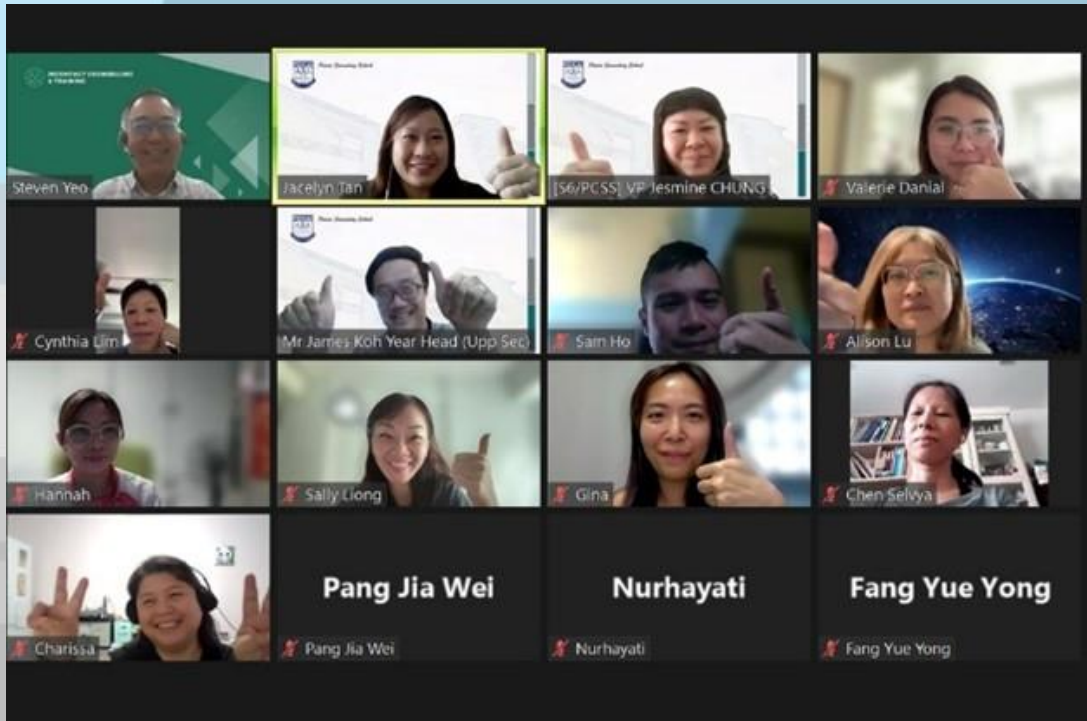 Steven Yeo
Jacelyn Tan
[S6/PCSS] VP Jesmine CHUNG
Valerie Danial
Cynthia Lim
Mr James Koh Year Head (Upp Sec)
Sam Ho
Alison Lu
Hannah
Sally Liong
Gina
Chen Selvya
Charissa
Pang Jia Wei
Pang Jia Wei
Nurhayati
Nurhayati
Fang Yue Yong
Fang Yue Yong